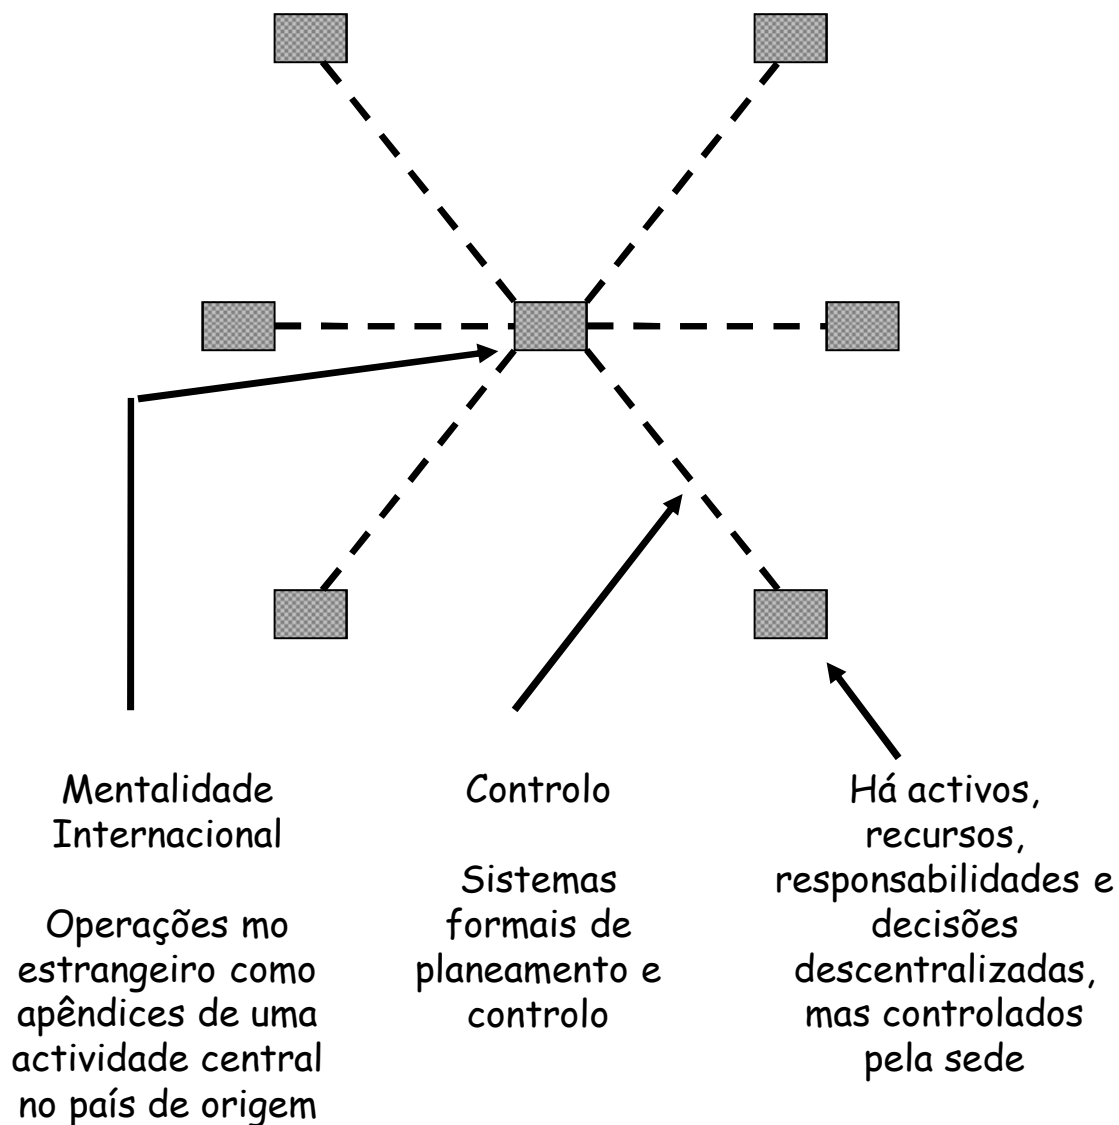 Mentalidade
Internacional
Operações mo
estrangeiro como
apêndices de uma
actividade central
no país de origem
Controlo
Sistemas
formais de
planeamento e
controlo
Há activos,
recursos,
responsabilidades e
decisões
descentralizadas,
mas controlados
pela sede